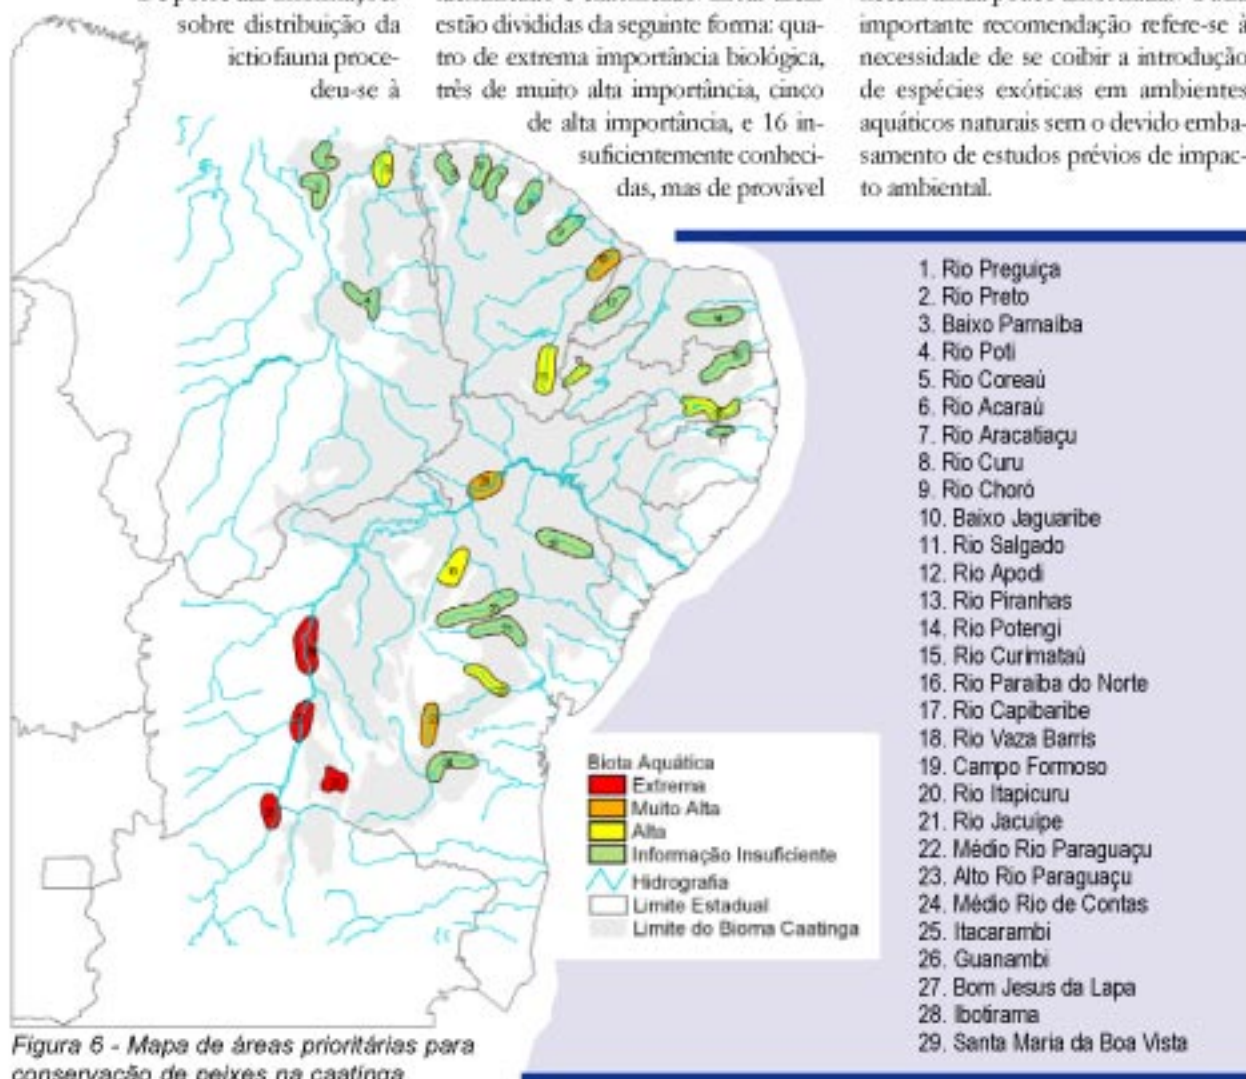 sobre distribuição da
ictiofauna proce-
deu-se à
estão divididas da seguinte forma: qua-
tro de extrema importância biológica,
três de muito alta importância, cinco
de alta importância, e 16 in-
suficientemente conheci-
das, mas de provável
importante recomendação refere-se à
necessidade de se coibir a introdução
de espécies exóticas em ambientes
aquáticos naturais sem o devido emba-
samento de estudos prévios de impac-
to ambiental.
1. Rio Preguiça
2. Rio Preto
3. Baixo Parnaíba
4. Rio Poti
5. Rio Coreaú
6. Rio Acaraú
7. Rio Aracatiaçu
8. Rio Curu
9. Rio Choró
10. Baixo Jaguaribe
11. Rio Salgado
12. Rio Apodi
13. Rio Piranhas
14. Rio Potengi
15. Rio Curimataú
16. Rio Paraíba do Norte
17. Rio Capibaribe
18. Rio Vaza Barris
19. Campo Formoso
20. Rio Itapicuru
21. Rio Jacuípe
22. Médio Rio Paraguaçu
23. Alto Rio Paraguaçu
24. Médio Rio de Contas
25. Itacarambi
26. Guanambi
27. Bom Jesus da Lapa
28. Ibotirama
29. Santa Maria da Boa Vista
Biota Aquática
Extrema
Muito Alta
Alta
Informação Insuficiente
Hidrografia
Limite Estadual
Limite do Bioma Caatinga
Figura 6 - Mapa de áreas prioritárias para
conservação de peixes na caatinga